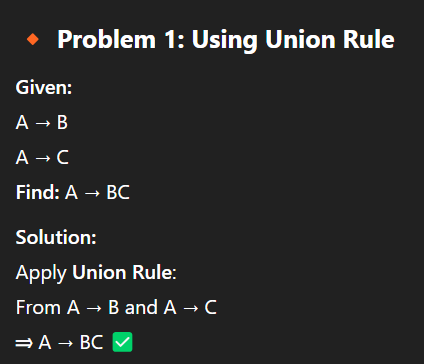 🔸 Problem 1: Using Union Rule
Given:
A → B
A → C
Find: A → BC
Solution:
Apply Union Rule:
From A → B and A → C
⇒ A → BC ✅